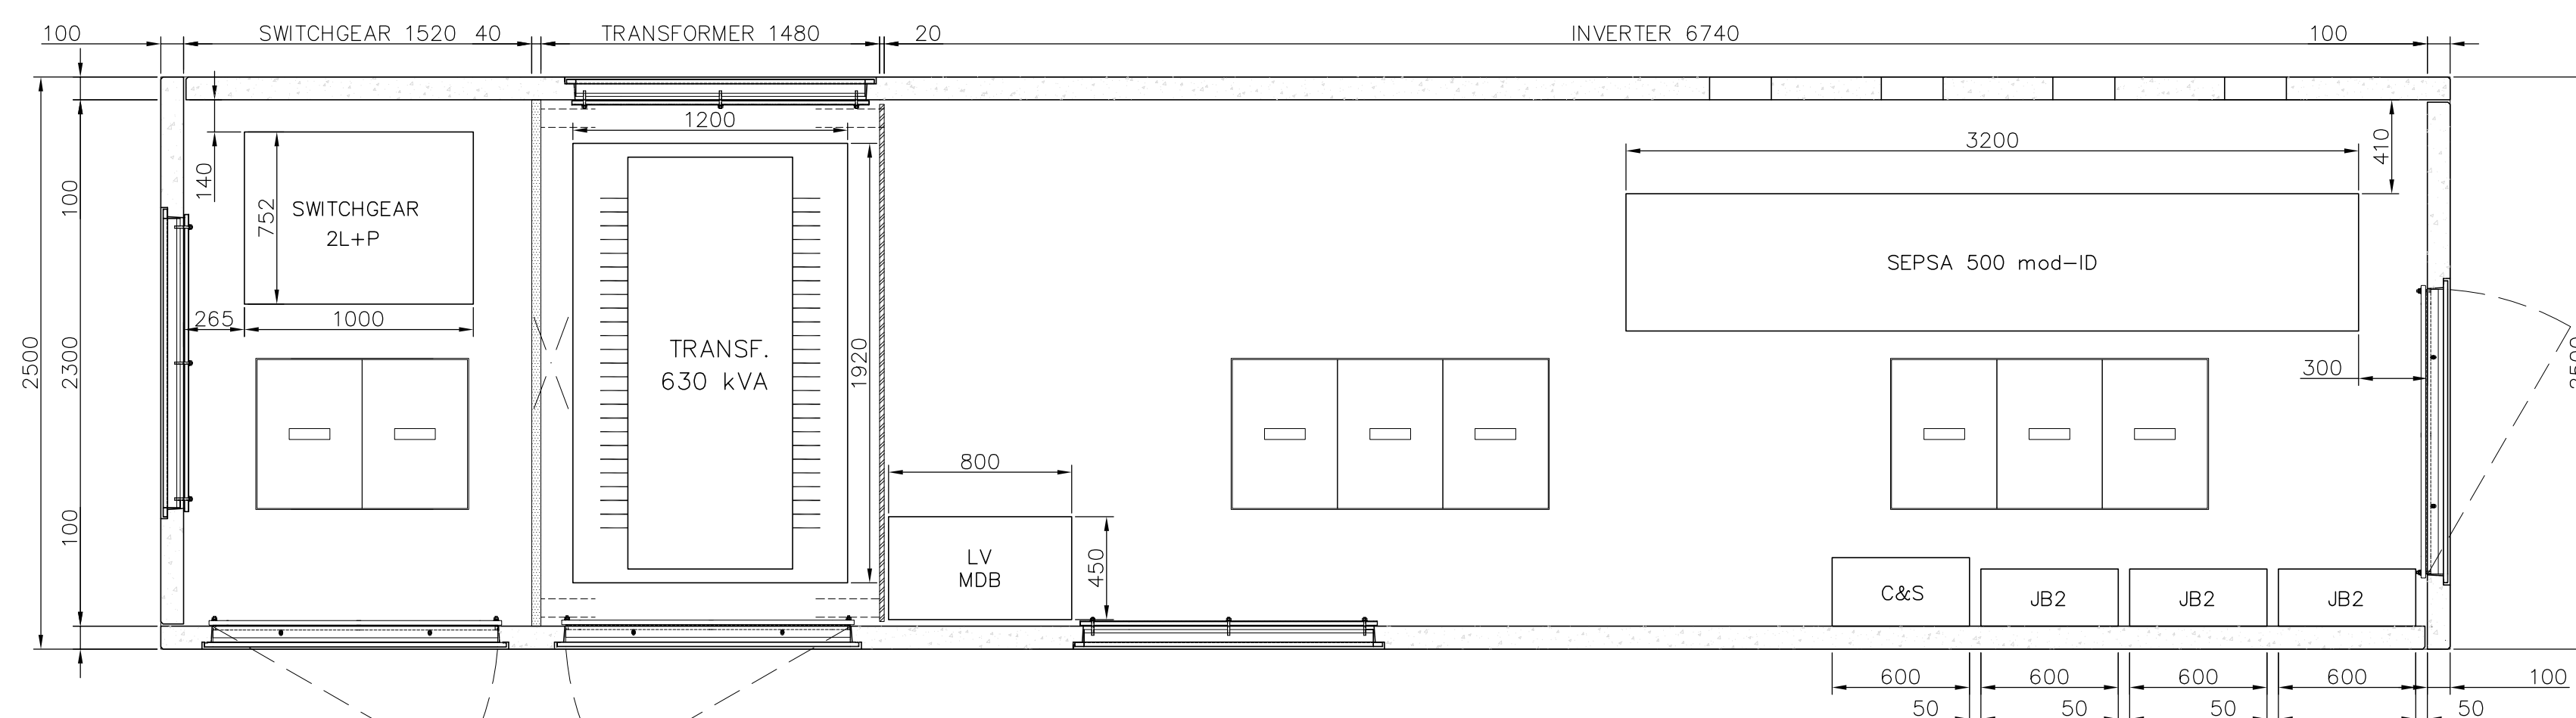 100
SWITCHGEAR 1520
40
TRANSFORMER 1480
20
INVERTER 6740
100
1200
3200
410
140
100
752
SWITCHGEAR
2L+P
SEPSA 500 mod-ID
265
1000
2500
2300
TRANSF.
630 kVA
1920
300
2500
800
100
LV
MDB
450
C&S
JB2
JB2
JB2
600
600
600
600
100
50
50
50
50